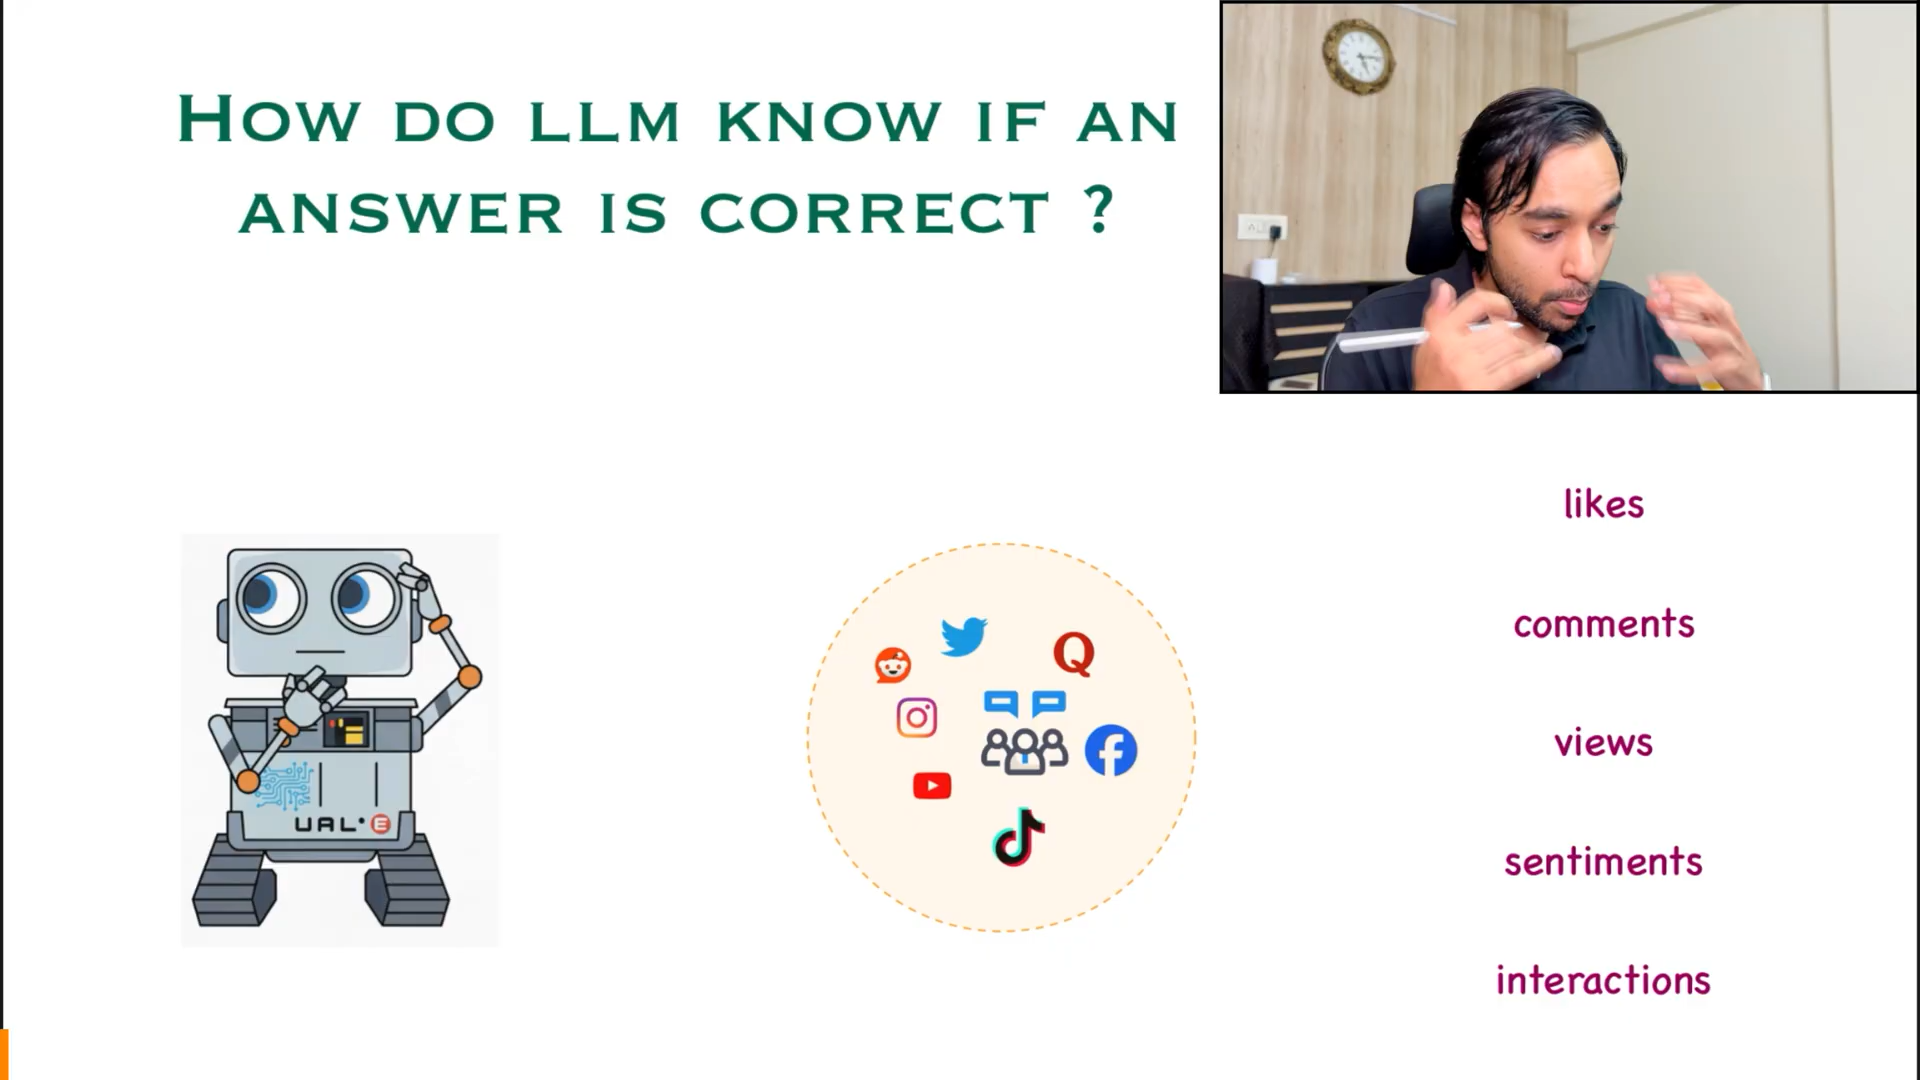 How do llm know if an
answer is correct ?
likes
comments
views
sentiments
interactions
Q
UAL•E